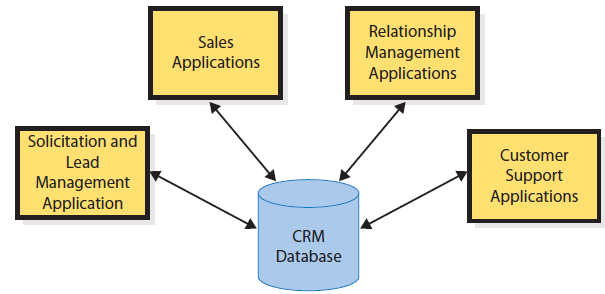 Sales
Applications
Relationship
Management
Applications
Solicitation and
Lead
Management
Application
Customer
Support
Applications
CRM
Database